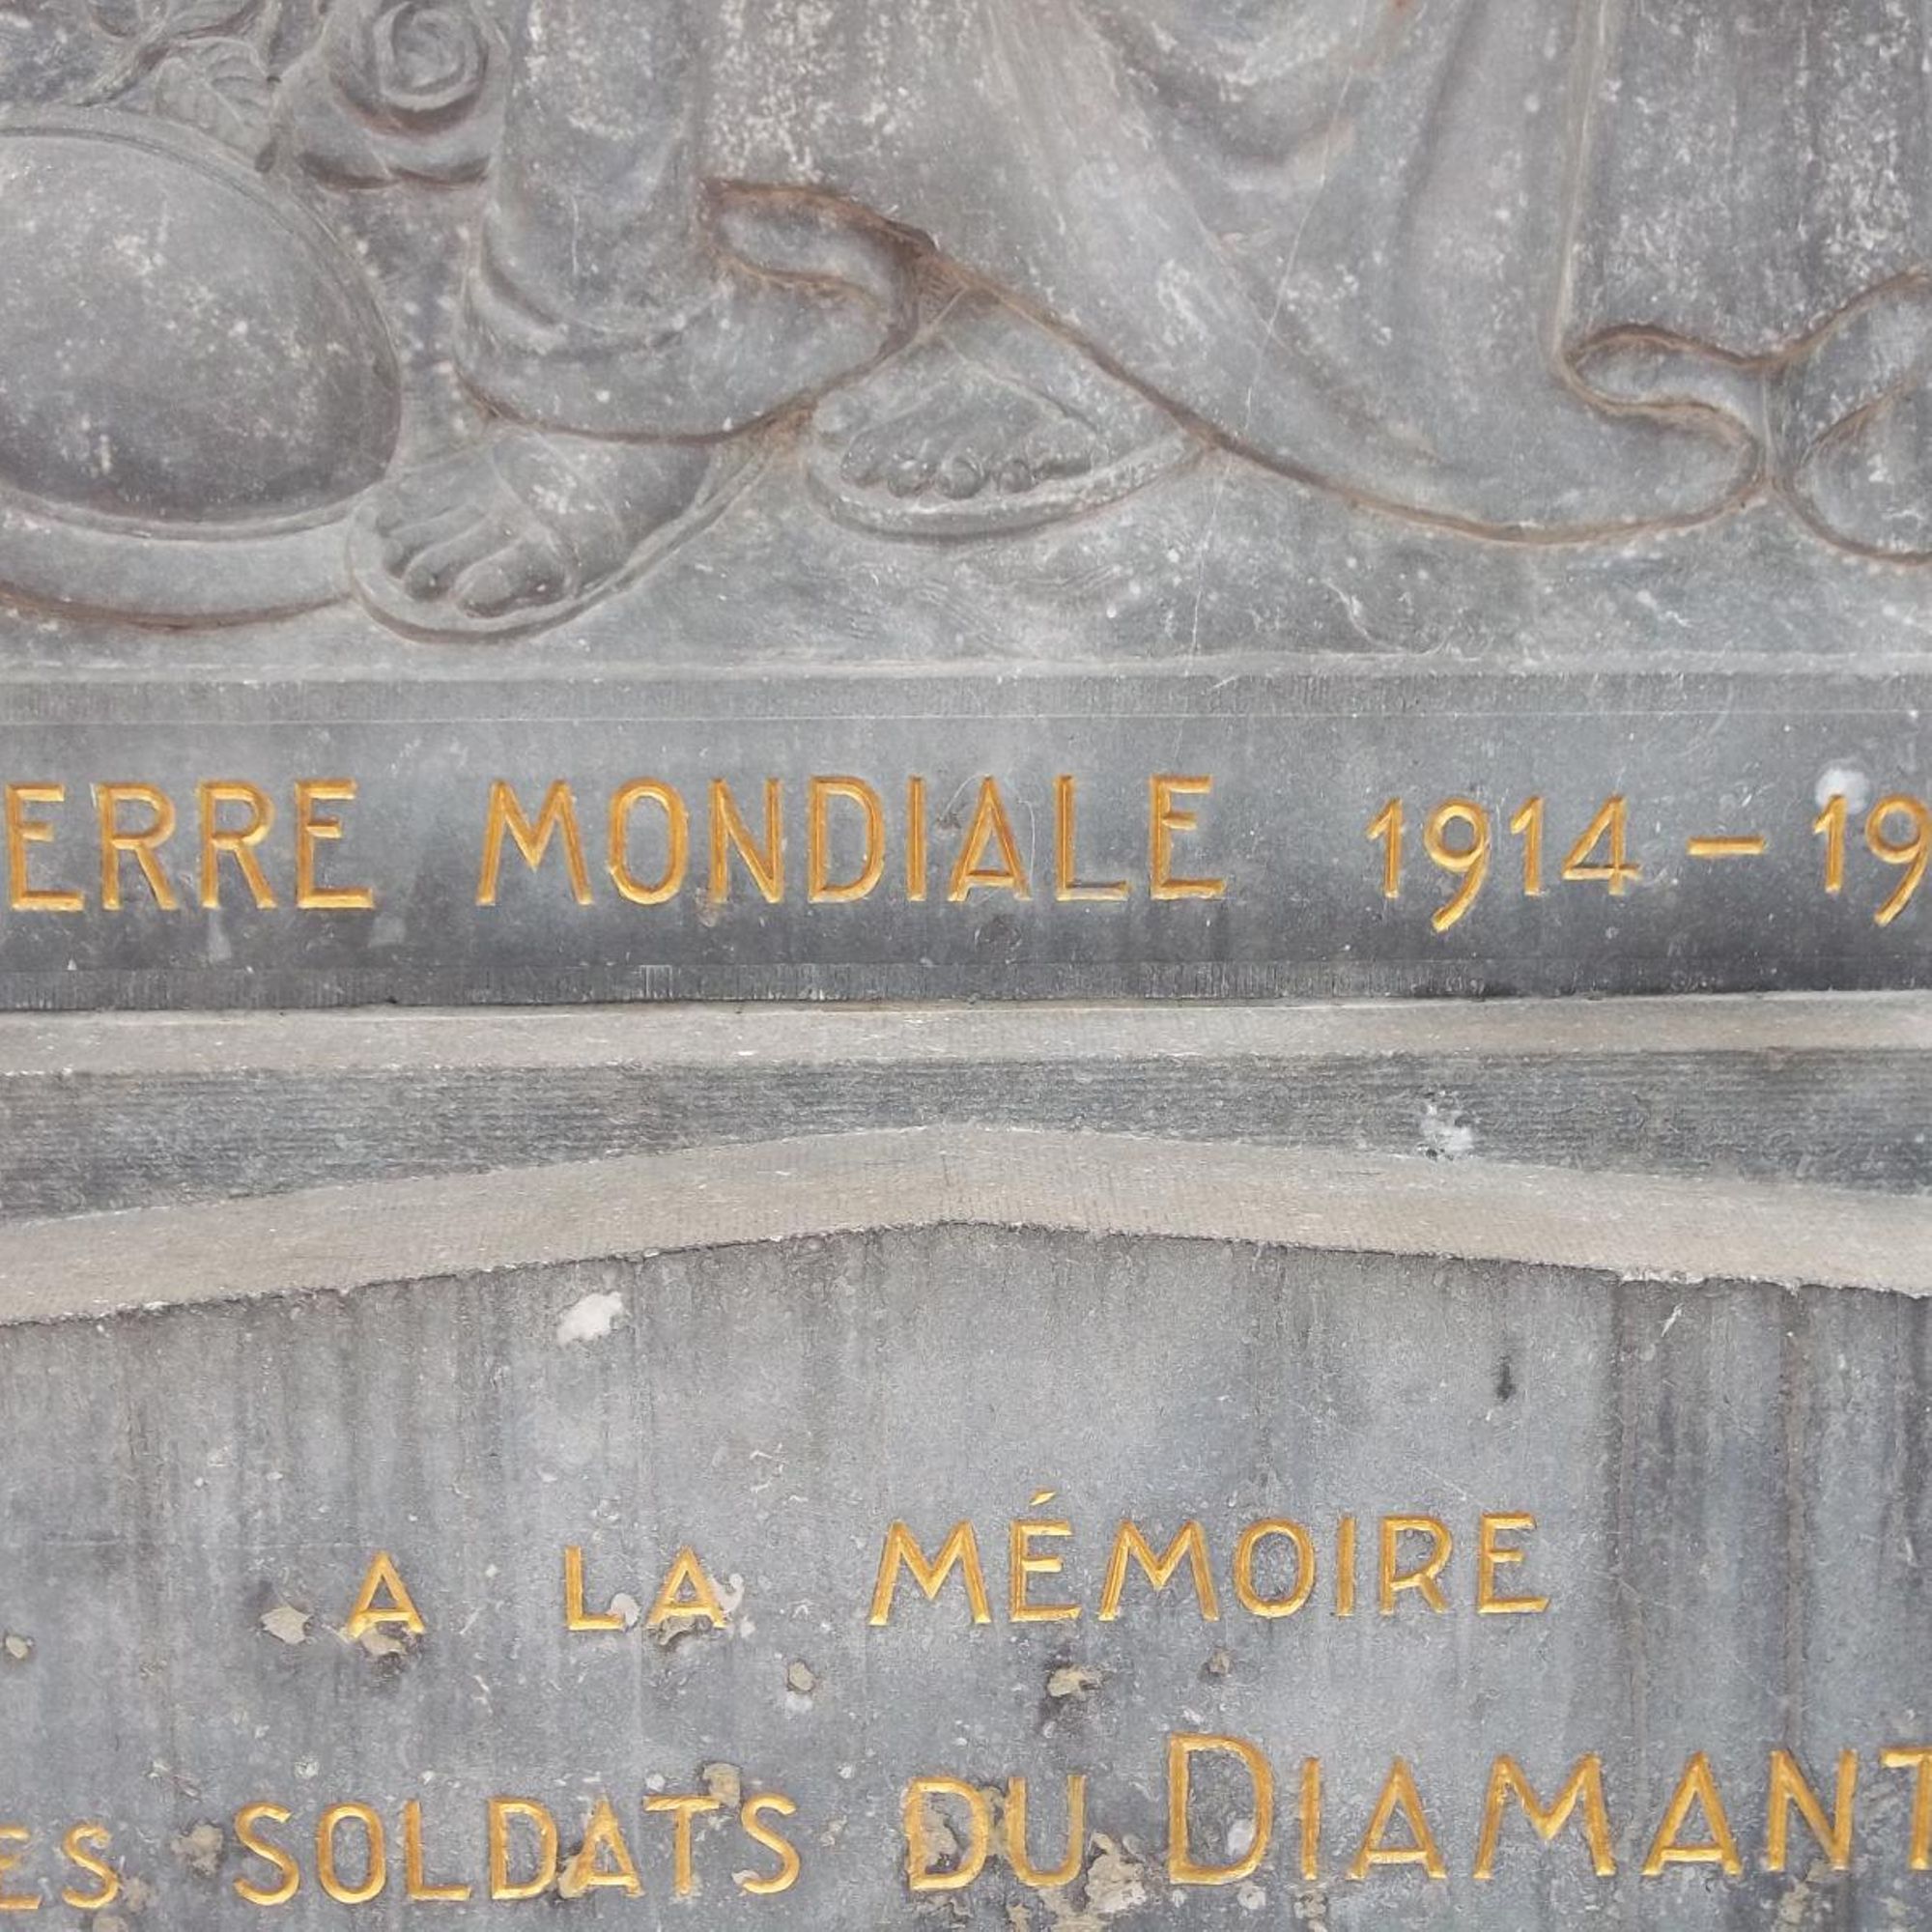 ERRE MONDIALE 1914 – 19
A LA MÉMOIRE
ES SOLDATS DU DIAMANT